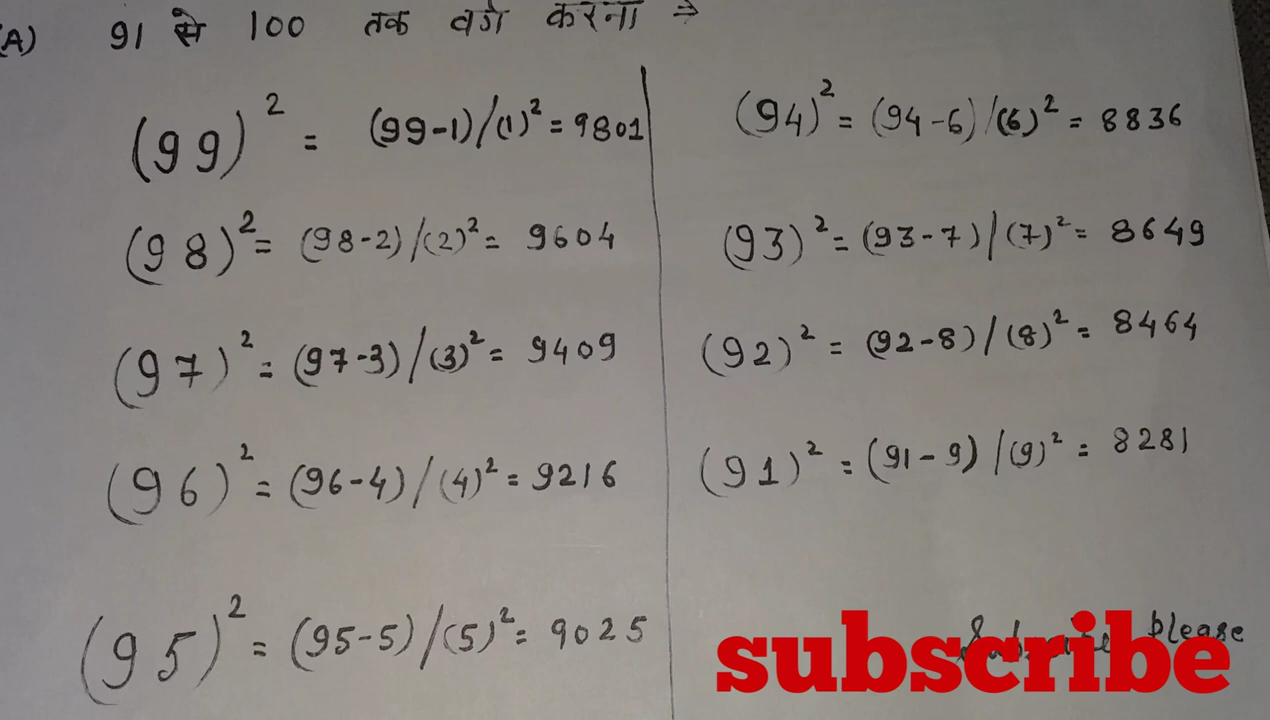 (A) 91 से 100 तक वर्ग करना ⇒
(99)² = (99-1)/(1)² = 9801
(98)² = (98-2)/(2)² = 9604
(97)² = (97-3)/(3)² = 9409
(96)² = (96-4)/(4)² = 9216
(95)² = (95-5)/(5)² = 9025
(94)² = (94-6)/(6)² = 8836
(93)² = (93-7)/(7)² = 8649
(92)² = (92-8)/(8)² = 8464
(91)² = (91-9)/(9)² = 8281
please
subscribe